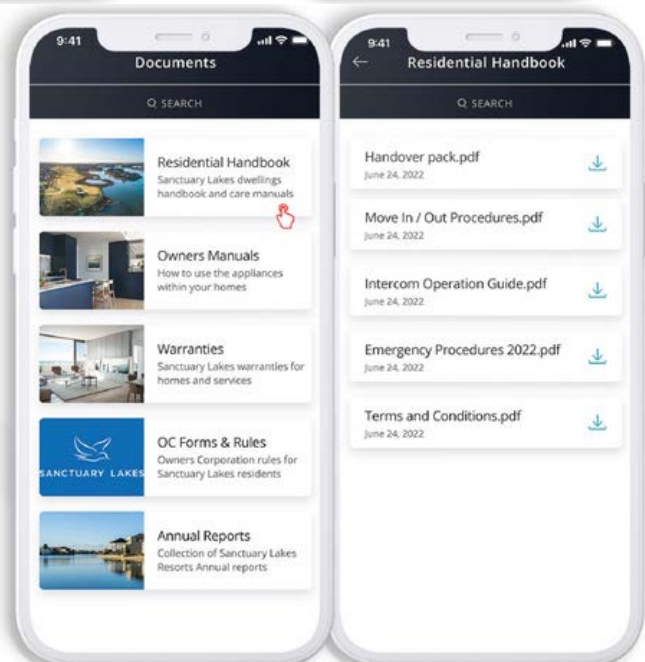 9:41
Documents
SEARCH
Residential Handbook
Sanctuary Lakes dwellings
handbook and care manuals
Owners Manuals
How to use the appliances
within your homes
Warranties
Sanctuary Lakes warranties for
homes and services
SANCTUARY LAKES
OC Forms & Rules
Owners Corporation rules for
Sanctuary Lakes residents
Annual Reports
Collection of Sanctuary Lakes
Resorts Annual reports
9:41
Residential Handbook
SEARCH
Handover pack.pdf
June 24, 2022
Move In / Out Procedures.pdf
June 24, 2022
Intercom Operation Guide.pdf
June 24, 2022
Emergency Procedures 2022.pdf
June 24, 2022
Terms and Conditions.pdf
June 24, 2022